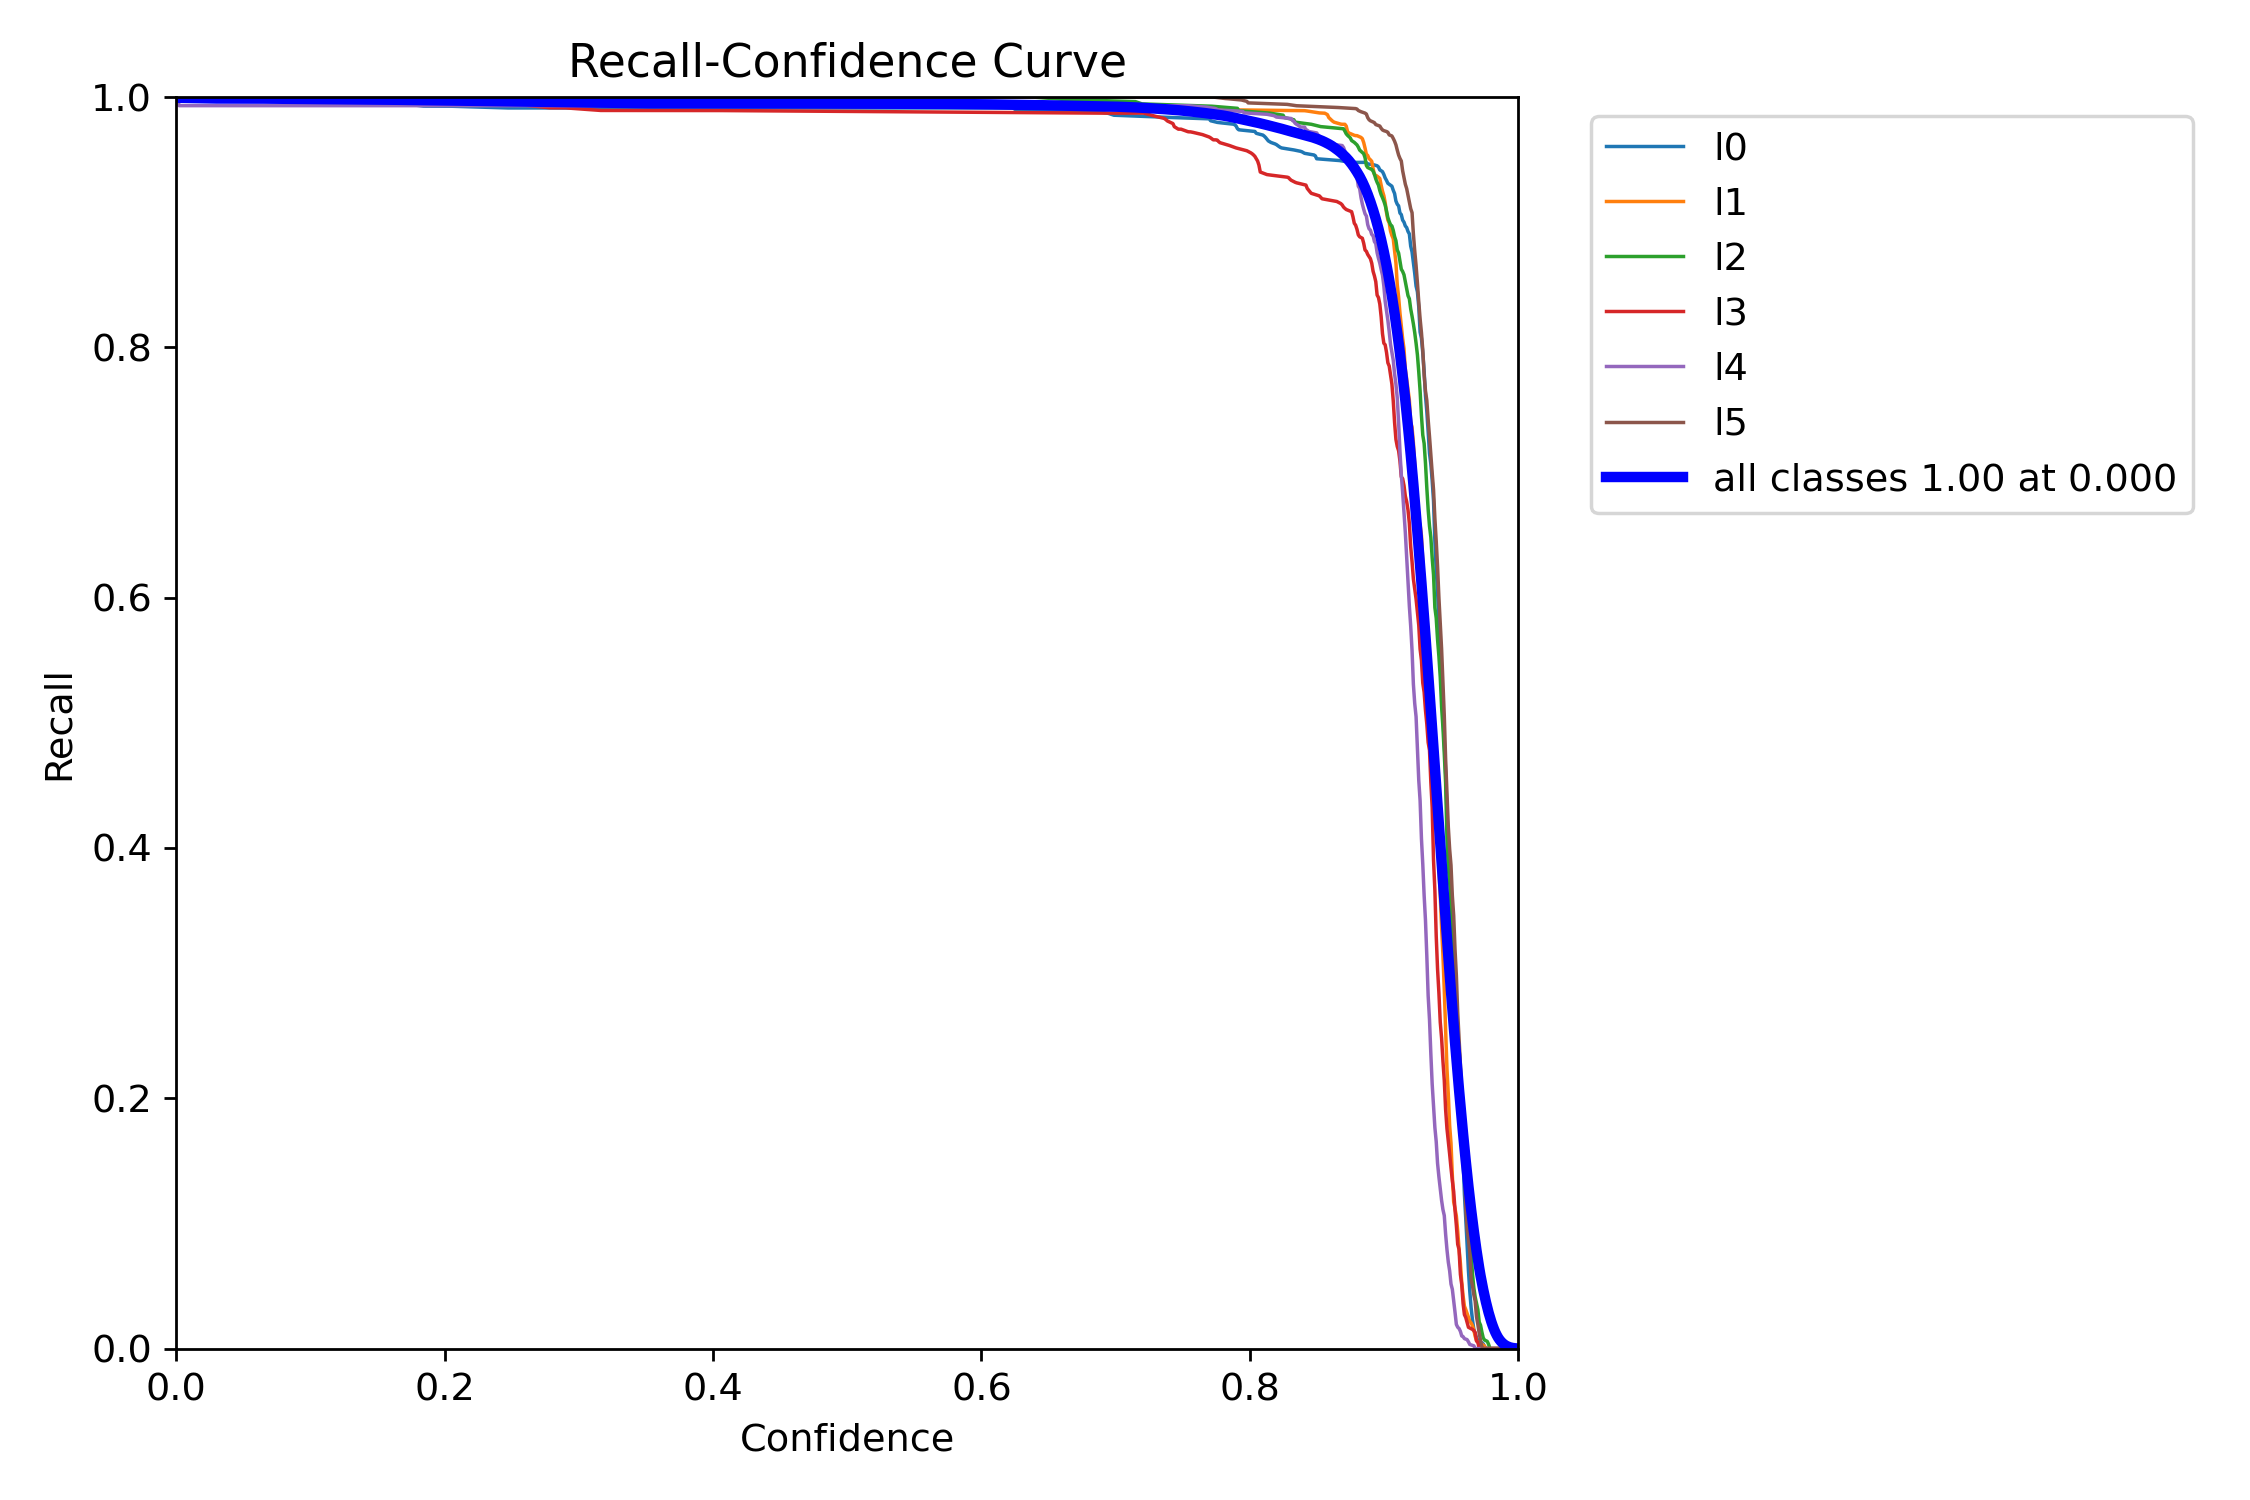 Recall-Confidence Curve
1.0
0.8
0.6
0.4
0.2
0.0
Recall
0.0 0.2 0.4 0.6 0.8 1.0
Confidence
l0
l1
l2
l3
l4
l5
all classes 1.00 at 0.000